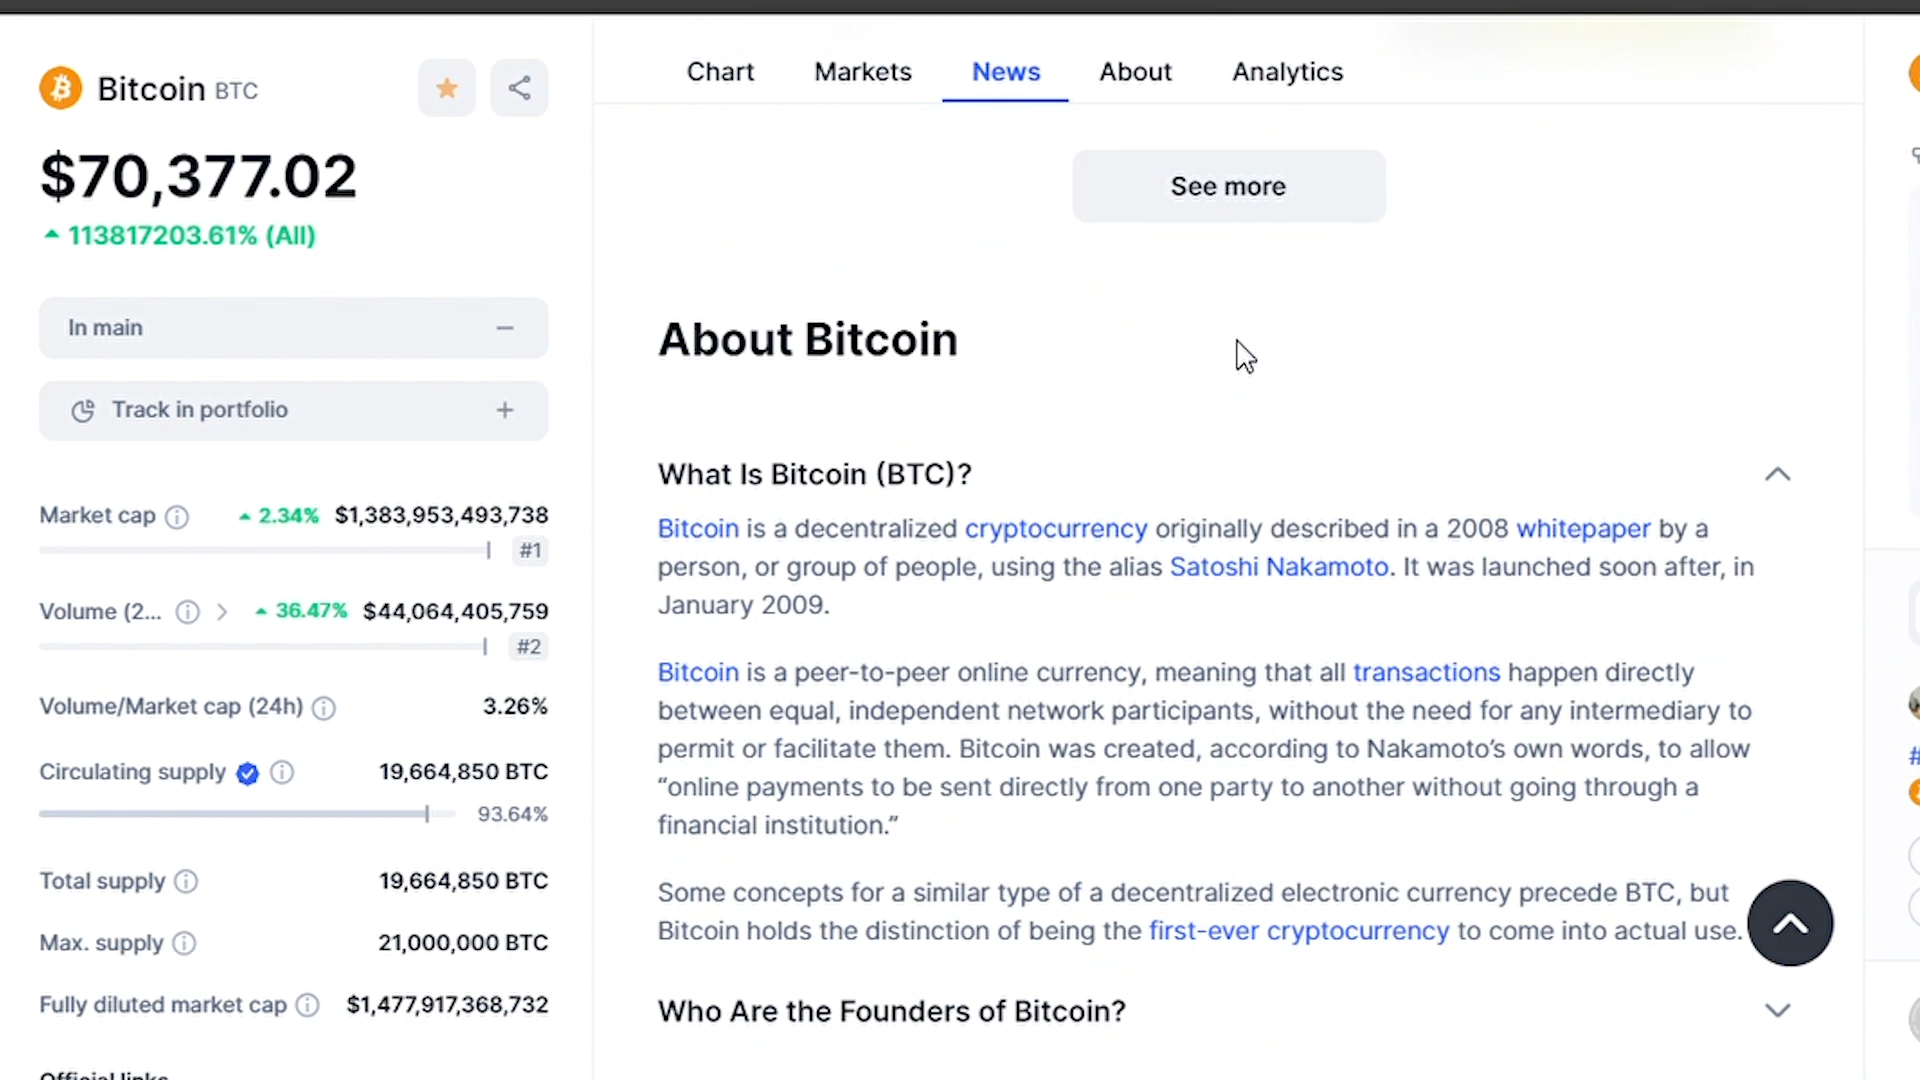 Bitcoin BTC
$70,377.02
113817203.61% (All)
In main
Track in portfolio
Market cap 2.34% $1,383,953,493,738
#1
Volume (2... 36.47% $44,064,405,759
#2
Volume/Market cap (24h) 3.26%
Circulating supply 19,664,850 BTC
93.64%
Total supply 19,664,850 BTC
Max. supply 21,000,000 BTC
Fully diluted market cap $1,477,917,368,732
Official links
Chart Markets News About Analytics
See more
About Bitcoin
What Is Bitcoin (BTC)?
Bitcoin is a decentralized cryptocurrency originally described in a 2008 whitepaper by a
person, or group of people, using the alias Satoshi Nakamoto. It was launched soon after, in
January 2009.
Bitcoin is a peer-to-peer online currency, meaning that all transactions happen directly
between equal, independent network participants, without the need for any intermediary to
permit or facilitate them. Bitcoin was created, according to Nakamoto’s own words, to allow
“online payments to be sent directly from one party to another without going through a
financial institution.”
Some concepts for a similar type of a decentralized electronic currency precede BTC, but
Bitcoin holds the distinction of being the first-ever cryptocurrency to come into actual use.
Who Are the Founders of Bitcoin?
#